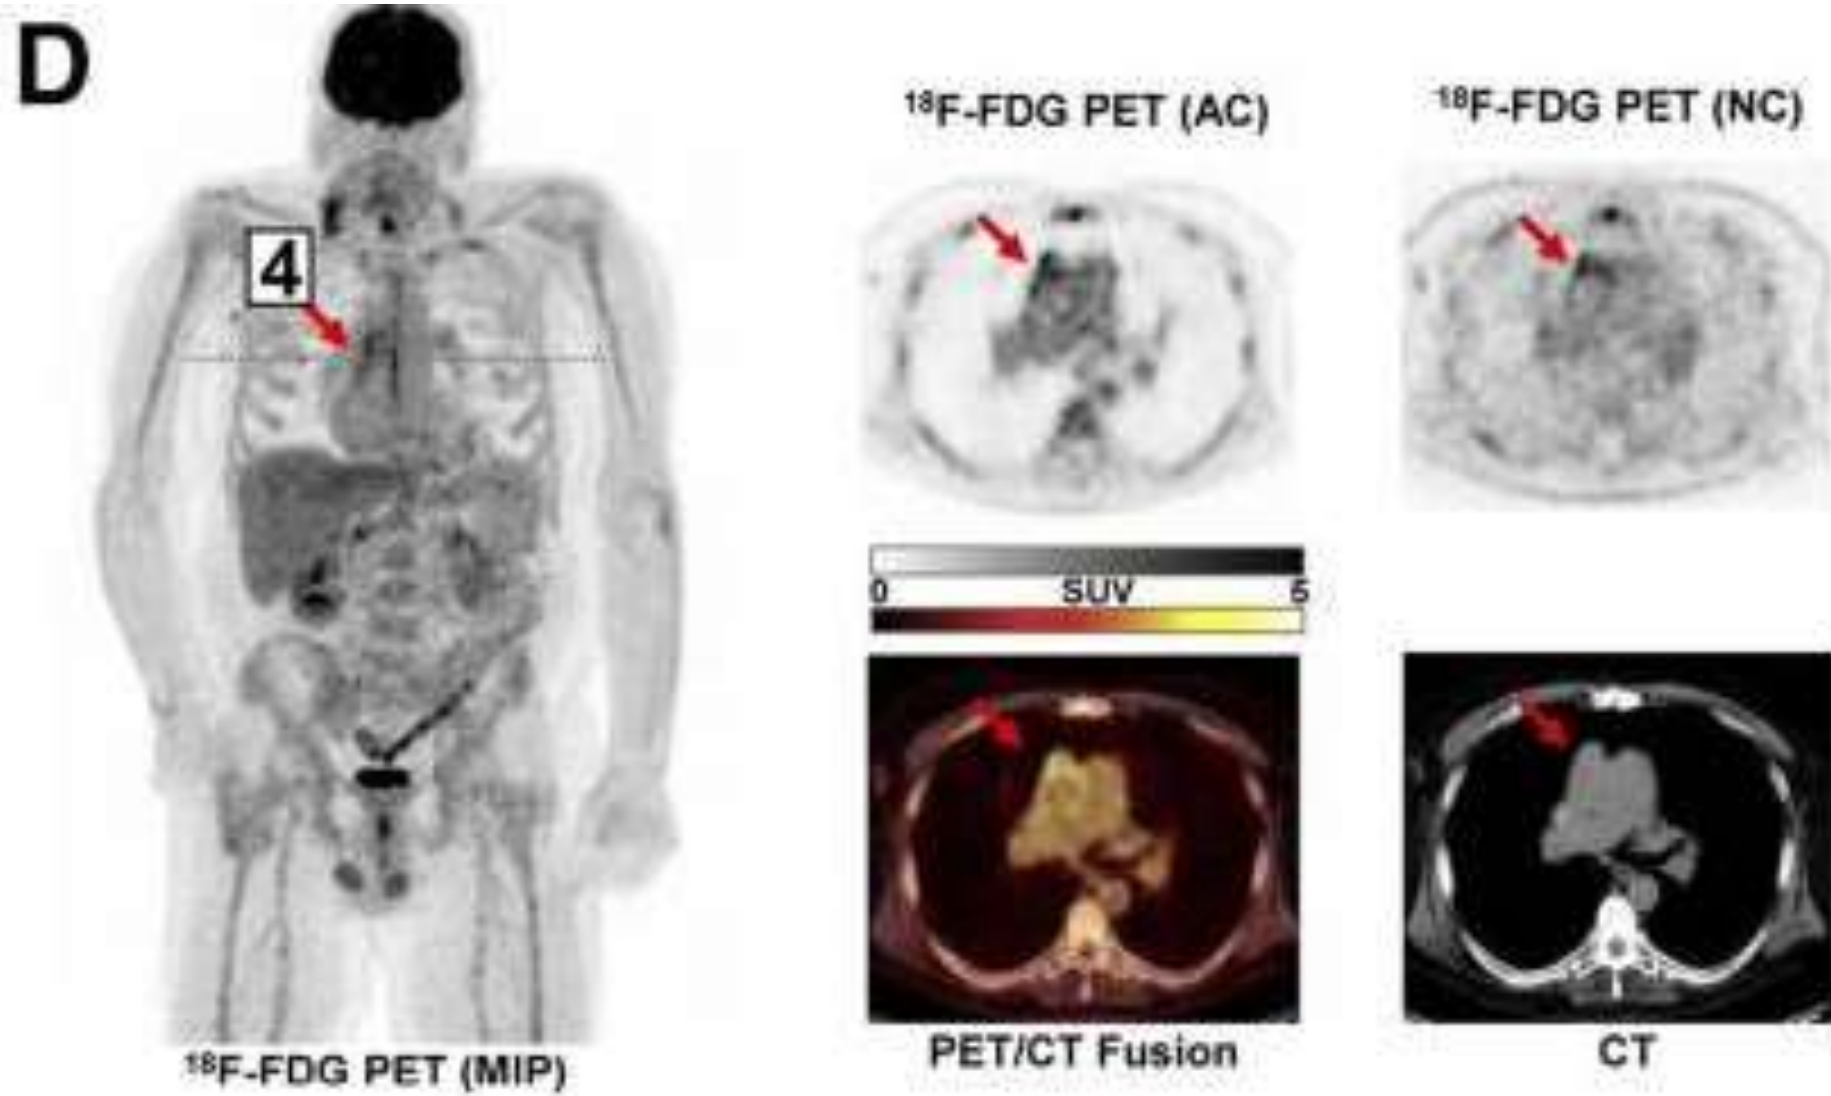 D
4
¹⁸F-FDG PET (MIP)
¹⁸F-FDG PET (AC)
¹⁸F-FDG PET (NC)
0 SUV 5
PET/CT Fusion
CT